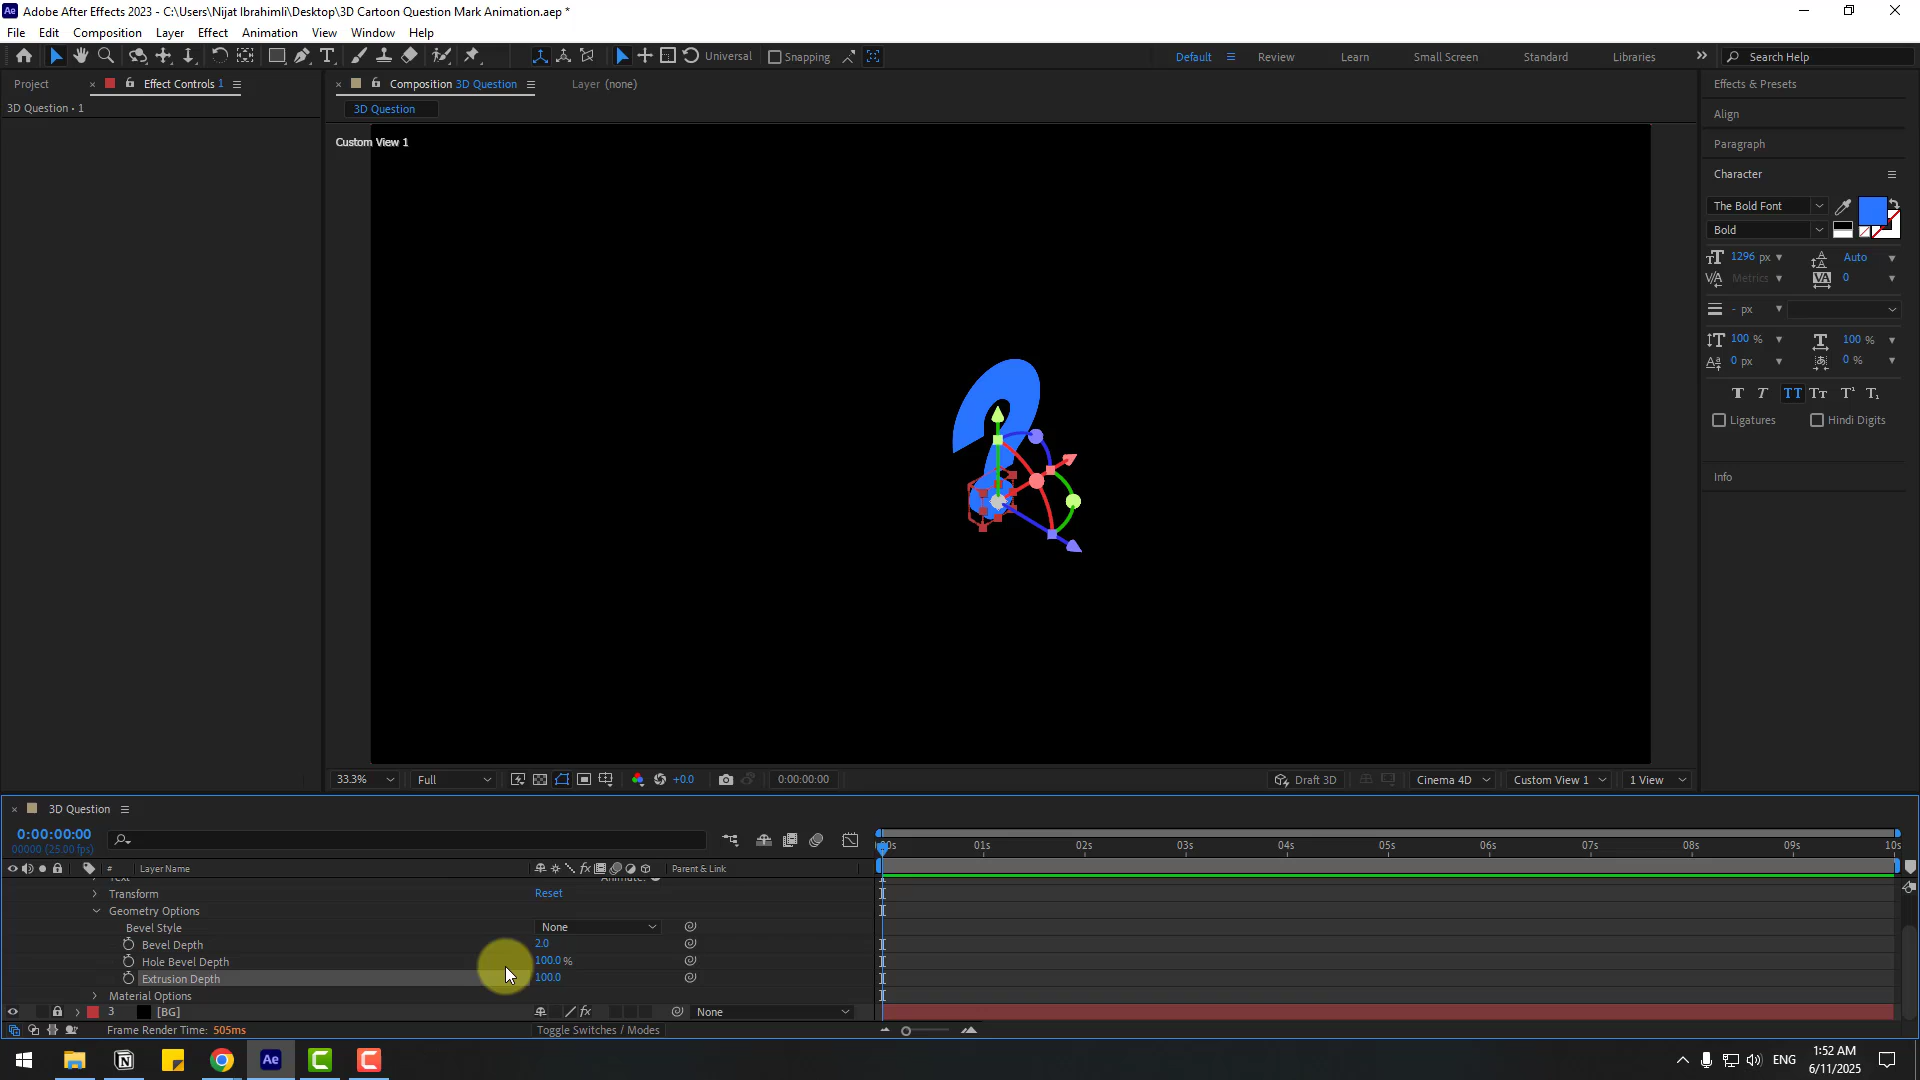 Adobe After Effects 2023 - C:\Users\Nijat Ibrahimli\Desktop\3D Cartoon Question Mark Animation.aep *
File Edit Composition Layer Effect Animation View Window Help
Universal Snapping Default Review Learn Small Screen Standard Libraries Search Help
Project Effect Controls 1 Composition 3D Question Layer (none)
3D Question • 1
3D Question
Custom View 1
Effects & Presets
Align
Paragraph
Character
The Bold Font
Bold
1296 px Auto
Metrics 0
- px
100 % 100 %
0 px 0 %
Ligatures Hindi Digits
Info
33.3% Full +0.0 0:00:00:00 Draft 3D Cinema 4D Custom View 1 1 View
3D Question
0:00:00:00
00000 (25.00 fps)
01s 02s 03s 04s 05s 06s 07s 08s 09s 10s
# Layer Name Parent & Link
Transform Reset
Geometry Options
Bevel Style None
Bevel Depth 2.0
Hole Bevel Depth 100.0 %
Extrusion Depth 100.0
Material Options
3 [BG] None
Frame Render Time: 505ms Toggle Switches / Modes
ENG 1:52 AM
6/11/2025